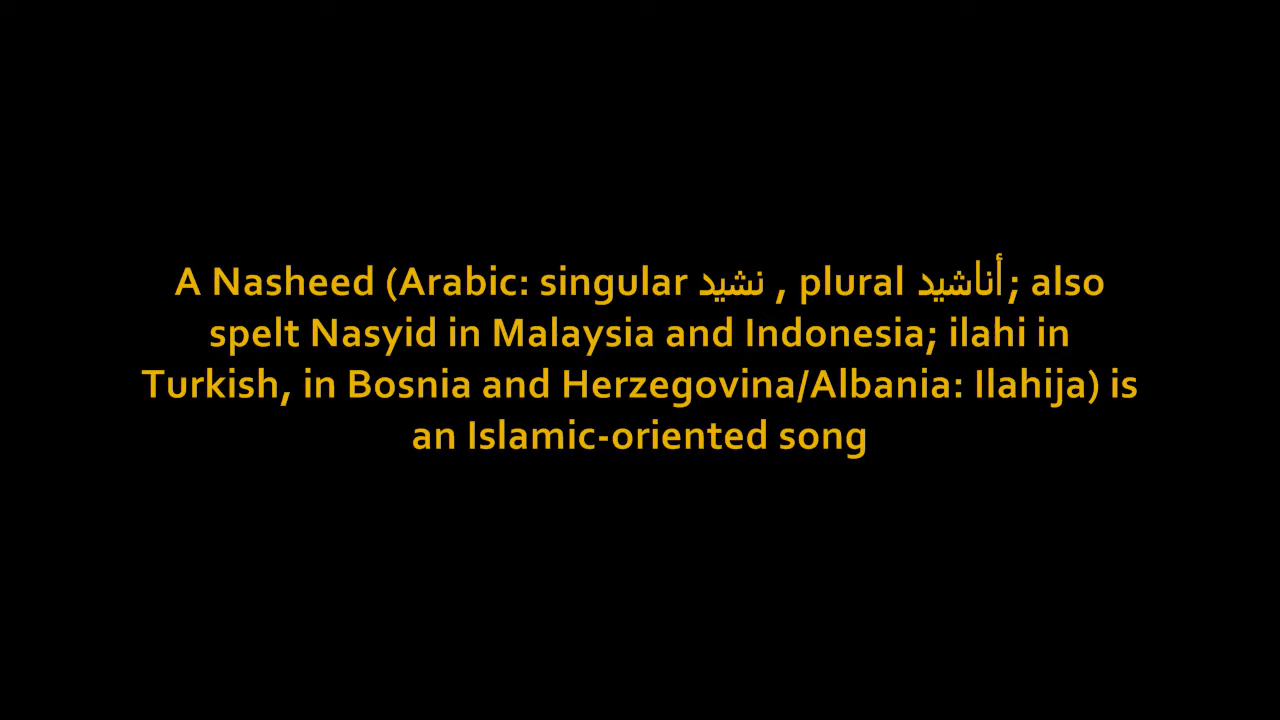 A Nasheed (Arabic: singular نشيد , plural أناشيد; also
spelt Nasyid in Malaysia and Indonesia; ilahi in
Turkish, in Bosnia and Herzegovina/Albania: Ilahija) is
an Islamic-oriented song